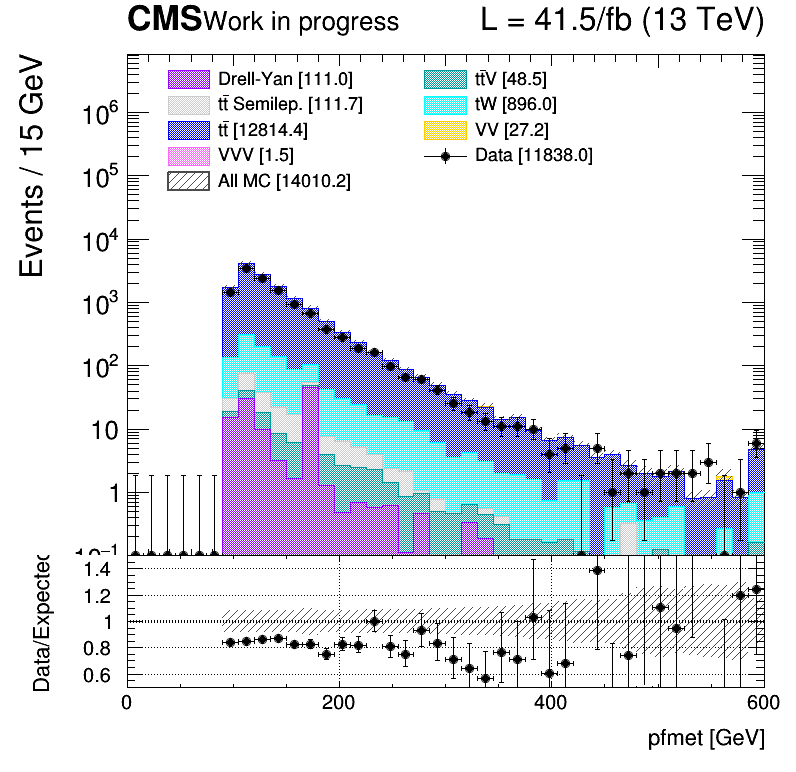 CMS Work in progress L = 41.5/fb (13 TeV)
Drell-Yan [111.0] tt̄V [48.5]
tt̄ Semilep. [111.7] tW [896.0]
tt̄ [12814.4] VV [27.2]
VVV [1.5] Data [11838.0]
All MC [14010.2]
Events / 15 GeV
10⁶
10⁵
10⁴
10³
10²
10
1
10⁻¹
Data/Expected
1.4
1.2
1
0.8
0.6
0 200 400 600
pfmet [GeV]